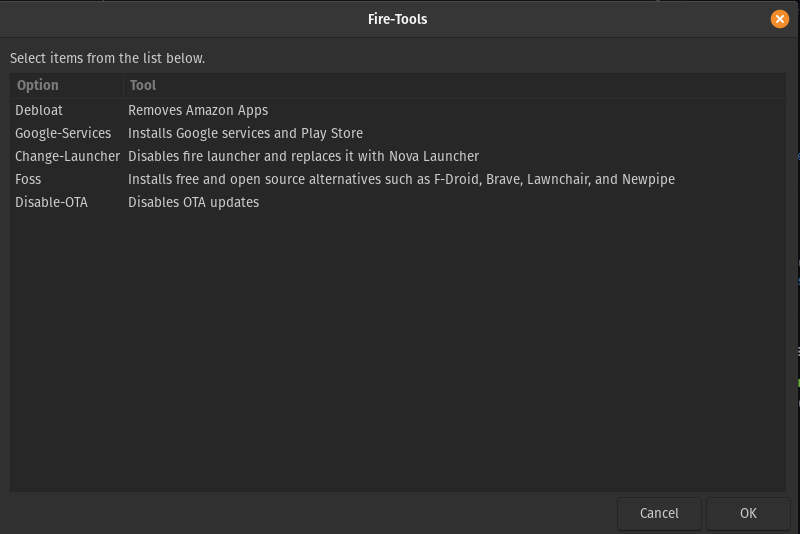 Fire-Tools
Select items from the list below.
Option Tool
Debloat Removes Amazon Apps
Google-Services Installs Google services and Play Store
Change-Launcher Disables fire launcher and replaces it with Nova Launcher
Foss Installs free and open source alternatives such as F-Droid, Brave, Lawnchair, and Newpipe
Disable-OTA Disables OTA updates
Cancel OK